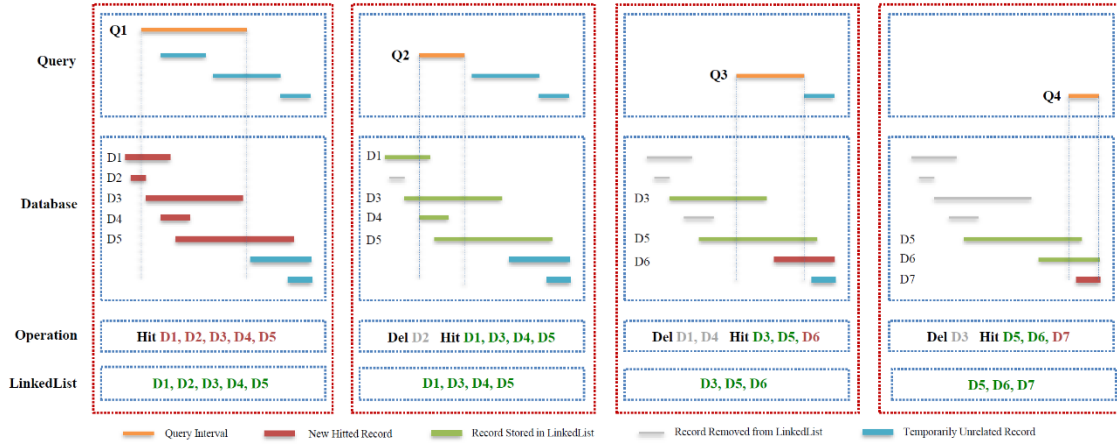 Query
Q1
Q2
Q3
Q4
Database
D1
D2
D3
D4
D5
D1
D3
D4
D5
D3
D5
D6
D5
D6
D7
Operation
Hit D1, D2, D3, D4, D5
Del D2 Hit D1, D3, D4, D5
Del D1, D4 Hit D3, D5, D6
Del D3 Hit D5, D6, D7
LinkedList
D1, D2, D3, D4, D5
D1, D3, D4, D5
D3, D5, D6
D5, D6, D7
Query Interval
New Hitted Record
Record Stored in LinkedList
Record Removed from LinkedList
Temporarily Unrelated Record